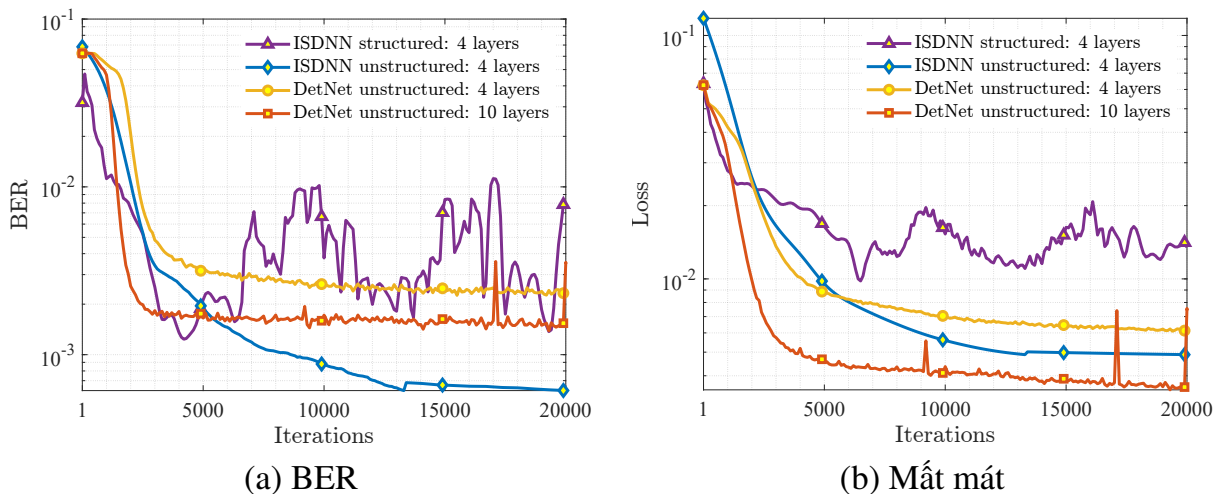 10^{-1}
10^{-2}
10^{-3}
BER
ISDNN structured: 4 layers
ISDNN unstructured: 4 layers
DetNet unstructured: 4 layers
DetNet unstructured: 10 layers
1 5000 10000 15000 20000
Iterations
(a) BER
10^{-1}
10^{-2}
Loss
ISDNN structured: 4 layers
ISDNN unstructured: 4 layers
DetNet unstructured: 4 layers
DetNet unstructured: 10 layers
1 5000 10000 15000 20000
Iterations
(b) Mất mát